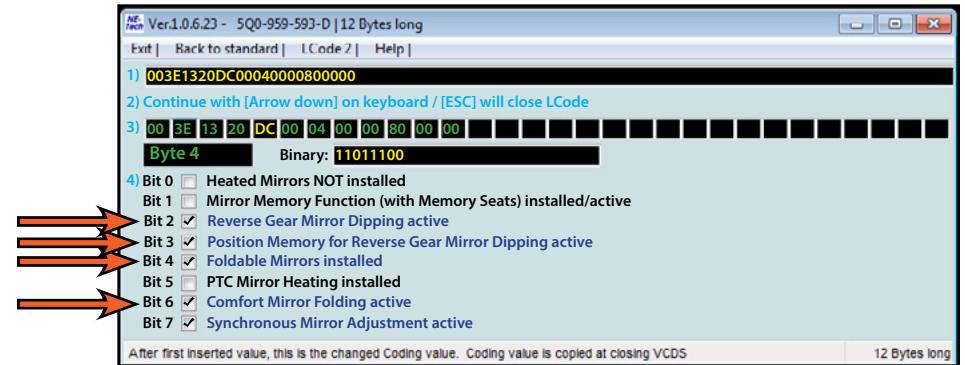 NE-Tech Ver.1.0.6.23 - 5Q0-959-593-D | 12 Bytes long
Exit | Back to standard | LCode 2 | Help |
1) 003E1320DC00040000800000
2) Continue with [Arrow down] on keyboard / [ESC] will close LCode
3) 00 3E 13 20 DC 00 04 00 00 80 00 00
Byte 4 Binary: 11011100
4) Bit 0 Heated Mirrors NOT installed
Bit 1 Mirror Memory Function (with Memory Seats) installed/active
Bit 2 Reverse Gear Mirror Dipping active
Bit 3 Position Memory for Reverse Gear Mirror Dipping active
Bit 4 Foldable Mirrors installed
Bit 5 PTC Mirror Heating installed
Bit 6 Comfort Mirror Folding active
Bit 7 Synchronous Mirror Adjustment active
After first inserted value, this is the changed Coding value. Coding value is copied at closing VCDS 12 Bytes long